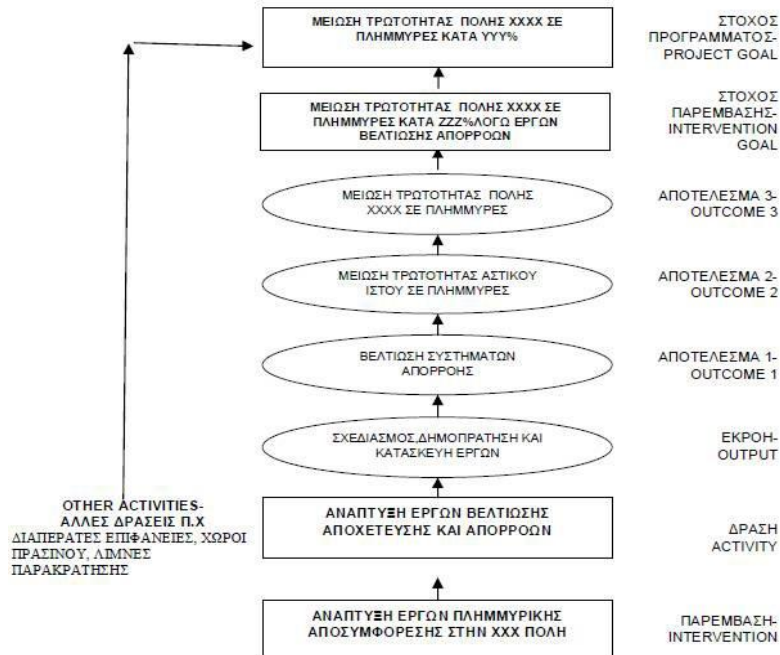 ΜΕΙΩΣΗ ΤΡΩΤΟΤΗΤΑΣ ΠΟΛΗΣ ΧΧΧΧ ΣΕ
ΠΛΗΜΜΥΡΕΣ ΚΑΤΑ ΥΥΥ%
ΣΤΟΧΟΣ
ΠΡΟΓΡΑΜΜΑΤΟΣ-
PROJECT GOAL
ΜΕΙΩΣΗ ΤΡΩΤΟΤΗΤΑΣ ΠΟΛΗΣ ΧΧΧΧ ΣΕ
ΠΛΗΜΜΥΡΕΣ ΚΑΤΑ ΖΖΖ%ΛΟΓΩ ΕΡΓΩΝ
ΒΕΛΤΙΩΣΗΣ ΑΠΟΡΡΟΩΝ
ΣΤΟΧΟΣ
ΠΑΡΕΜΒΑΣΗΣ-
INTERVENTION
GOAL
ΜΕΙΩΣΗ ΤΡΩΤΟΤΗΤΑΣ ΠΟΛΗΣ
ΧΧΧΧ ΣΕ ΠΛΗΜΜΥΡΕΣ
ΑΠΟΤΕΛΕΣΜΑ 3-
OUTCOME 3
ΜΕΙΩΣΗ ΤΡΩΤΟΤΗΤΑΣ ΑΣΤΙΚΟΥ
ΙΣΤΟΥ ΣΕ ΠΛΗΜΜΥΡΕΣ
ΑΠΟΤΕΛΕΣΜΑ 2-
OUTCOME 2
ΒΕΛΤΙΩΣΗ ΣΥΣΤΗΜΑΤΩΝ
ΑΠΟΡΡΟΗΣ
ΑΠΟΤΕΛΕΣΜΑ 1-
OUTCOME 1
ΣΧΕΔΙΑΣΜΟΣ,ΔΗΜΟΠΡΑΤΗΣΗ ΚΑΙ
ΚΑΤΑΣΚΕΥΗ ΕΡΓΩΝ
ΕΚΡΟΗ-
OUTPUT
OTHER ACTIVITIES-
ΑΛΛΕΣ ΔΡΑΣΕΙΣ Π.Χ
ΔΙΑΠΕΡΑΤΕΣ ΕΠΙΦΑΝΕΙΕΣ, ΧΩΡΟΙ
ΠΡΑΣΙΝΟΥ, ΛΙΜΝΕΣ
ΠΑΡΑΚΡΑΤΗΣΗΣ
ΑΝΑΠΤΥΞΗ ΕΡΓΩΝ ΒΕΛΤΙΩΣΗΣ
ΑΠΟΧΕΤΕΥΣΗΣ ΚΑΙ ΑΠΟΡΡΟΩΝ
ΔΡΑΣΗ
ACTIVITY
ΑΝΑΠΤΥΞΗ ΕΡΓΩΝ ΠΛΗΜΜΥΡΙΚΗΣ
ΑΠΟΣΥΜΦΟΡΕΣΗΣ ΣΤΗΝ ΧΧΧ ΠΟΛΗ
ΠΑΡΕΜΒΑΣΗ-
INTERVENTION